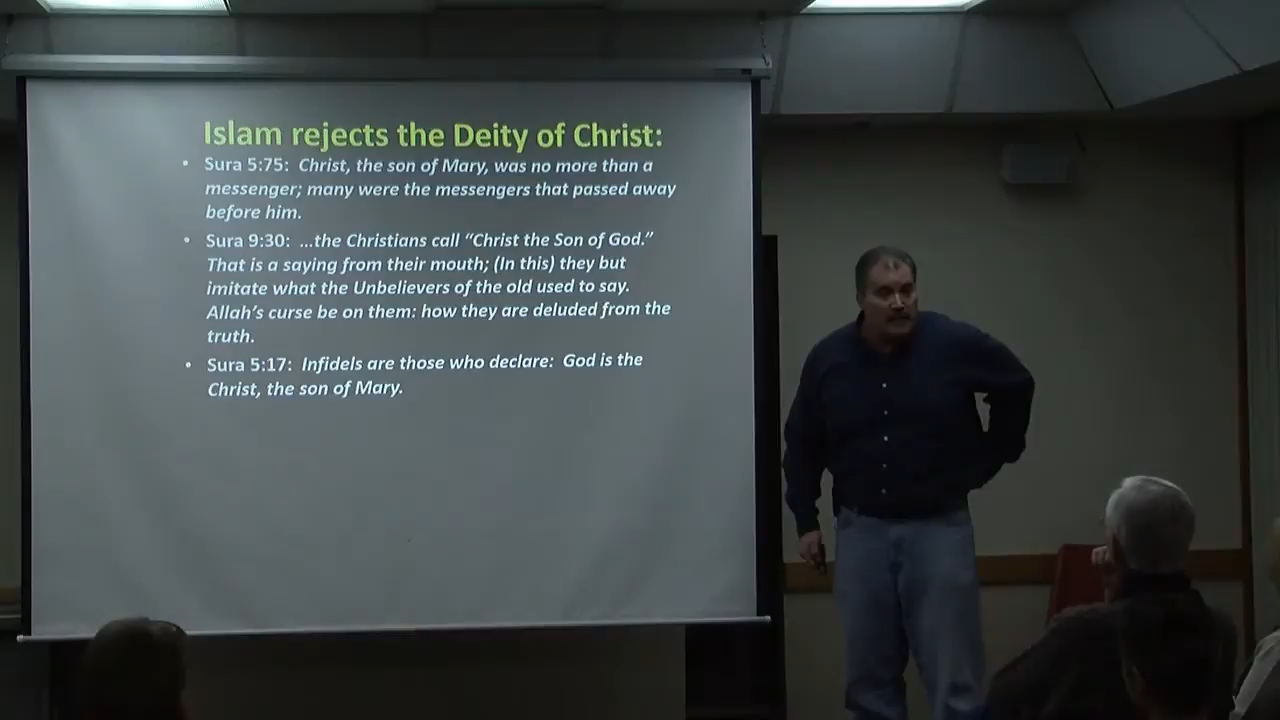 Islam rejects the Deity of Christ:
• Sura 5:75: Christ, the son of Mary, was no more than a
messenger; many were the messengers that passed away
before him.
• Sura 9:30: ...the Christians call “Christ the Son of God.”
That is a saying from their mouth; (In this) they but
imitate what the Unbelievers of the old used to say.
Allah’s curse be on them: how they are deluded from the
truth.
• Sura 5:17: Infidels are those who declare: God is the
Christ, the son of Mary.